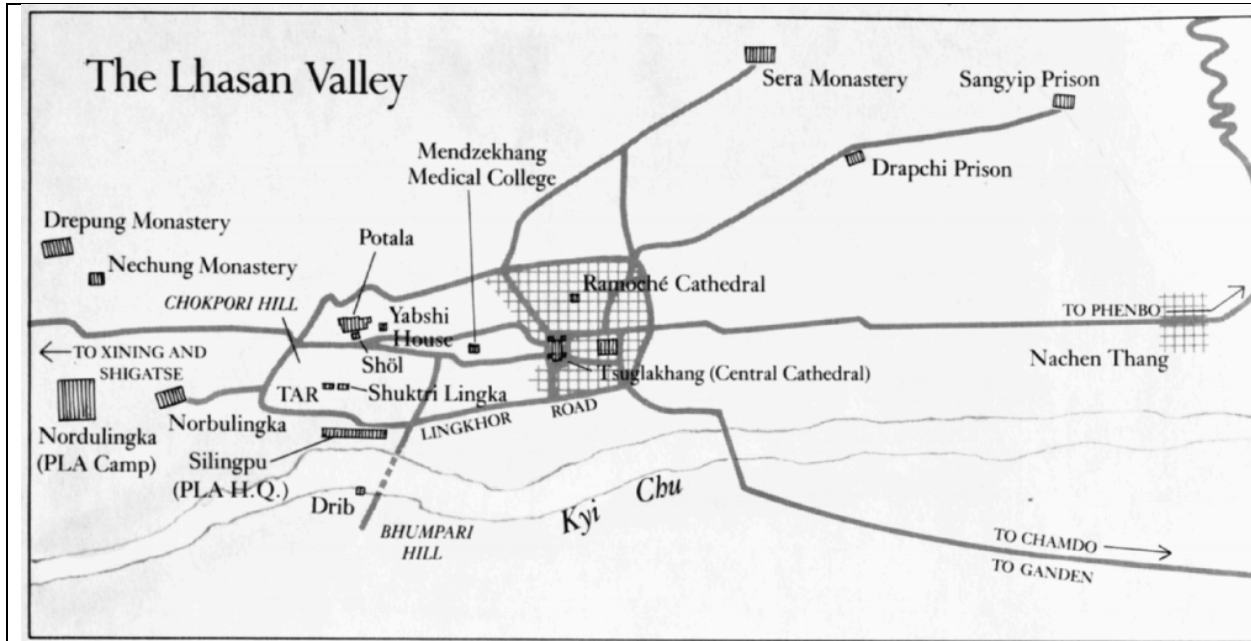 The Lhasan Valley
Sera Monastery
Sangyip Prison
Mendzekhang
Medical College
Drapchi Prison
Drepung Monastery
Potala
Nechung Monastery
Ramoché Cathedral
CHOKPORI HILL
Yabshi
House
TO PHENBO
TO XINING AND
SHIGATSE
Shöl
Nachen Thang
Tsuglakhang (Central Cathedral)
TAR
Shuktri Lingka
Norbulingka
LINGKHOR
ROAD
Nordulingka
(PLA Camp)
Silingpu
(PLA H.Q.)
Drib
Kyi Chu
BHUMPARI
HILL
TO CHAMDO
TO GANDEN